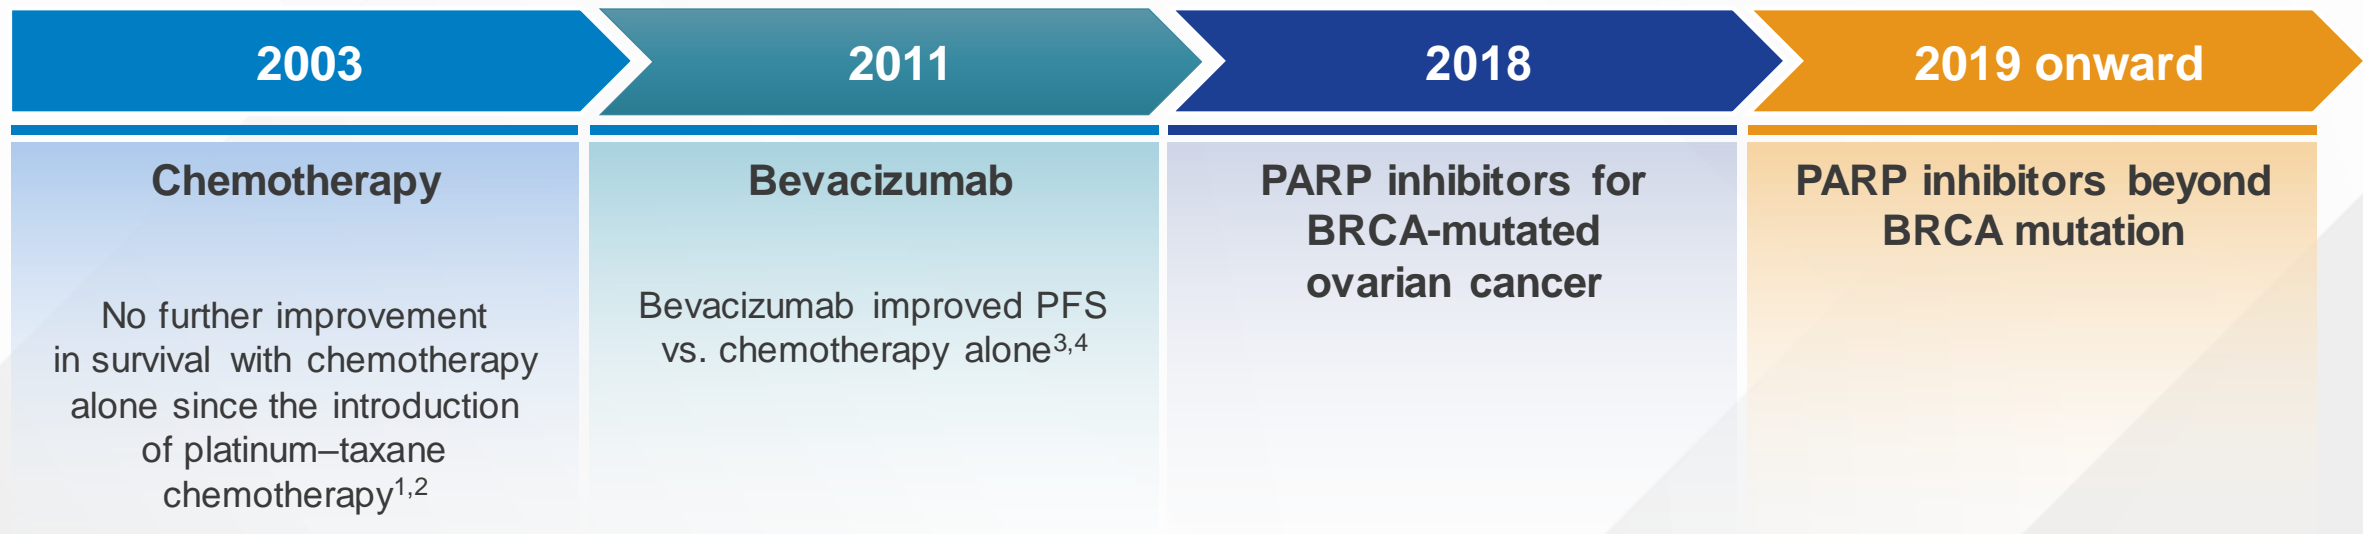 2003
2011
2018
2019 onward
Chemotherapy
No further improvement
in survival with chemotherapy
alone since the introduction
of platinum–taxane
chemotherapy1,2
Bevacizumab
Bevacizumab improved PFS
vs. chemotherapy alone3,4
PARP inhibitors for
BRCA-mutated
ovarian cancer
PARP inhibitors beyond
BRCA mutation